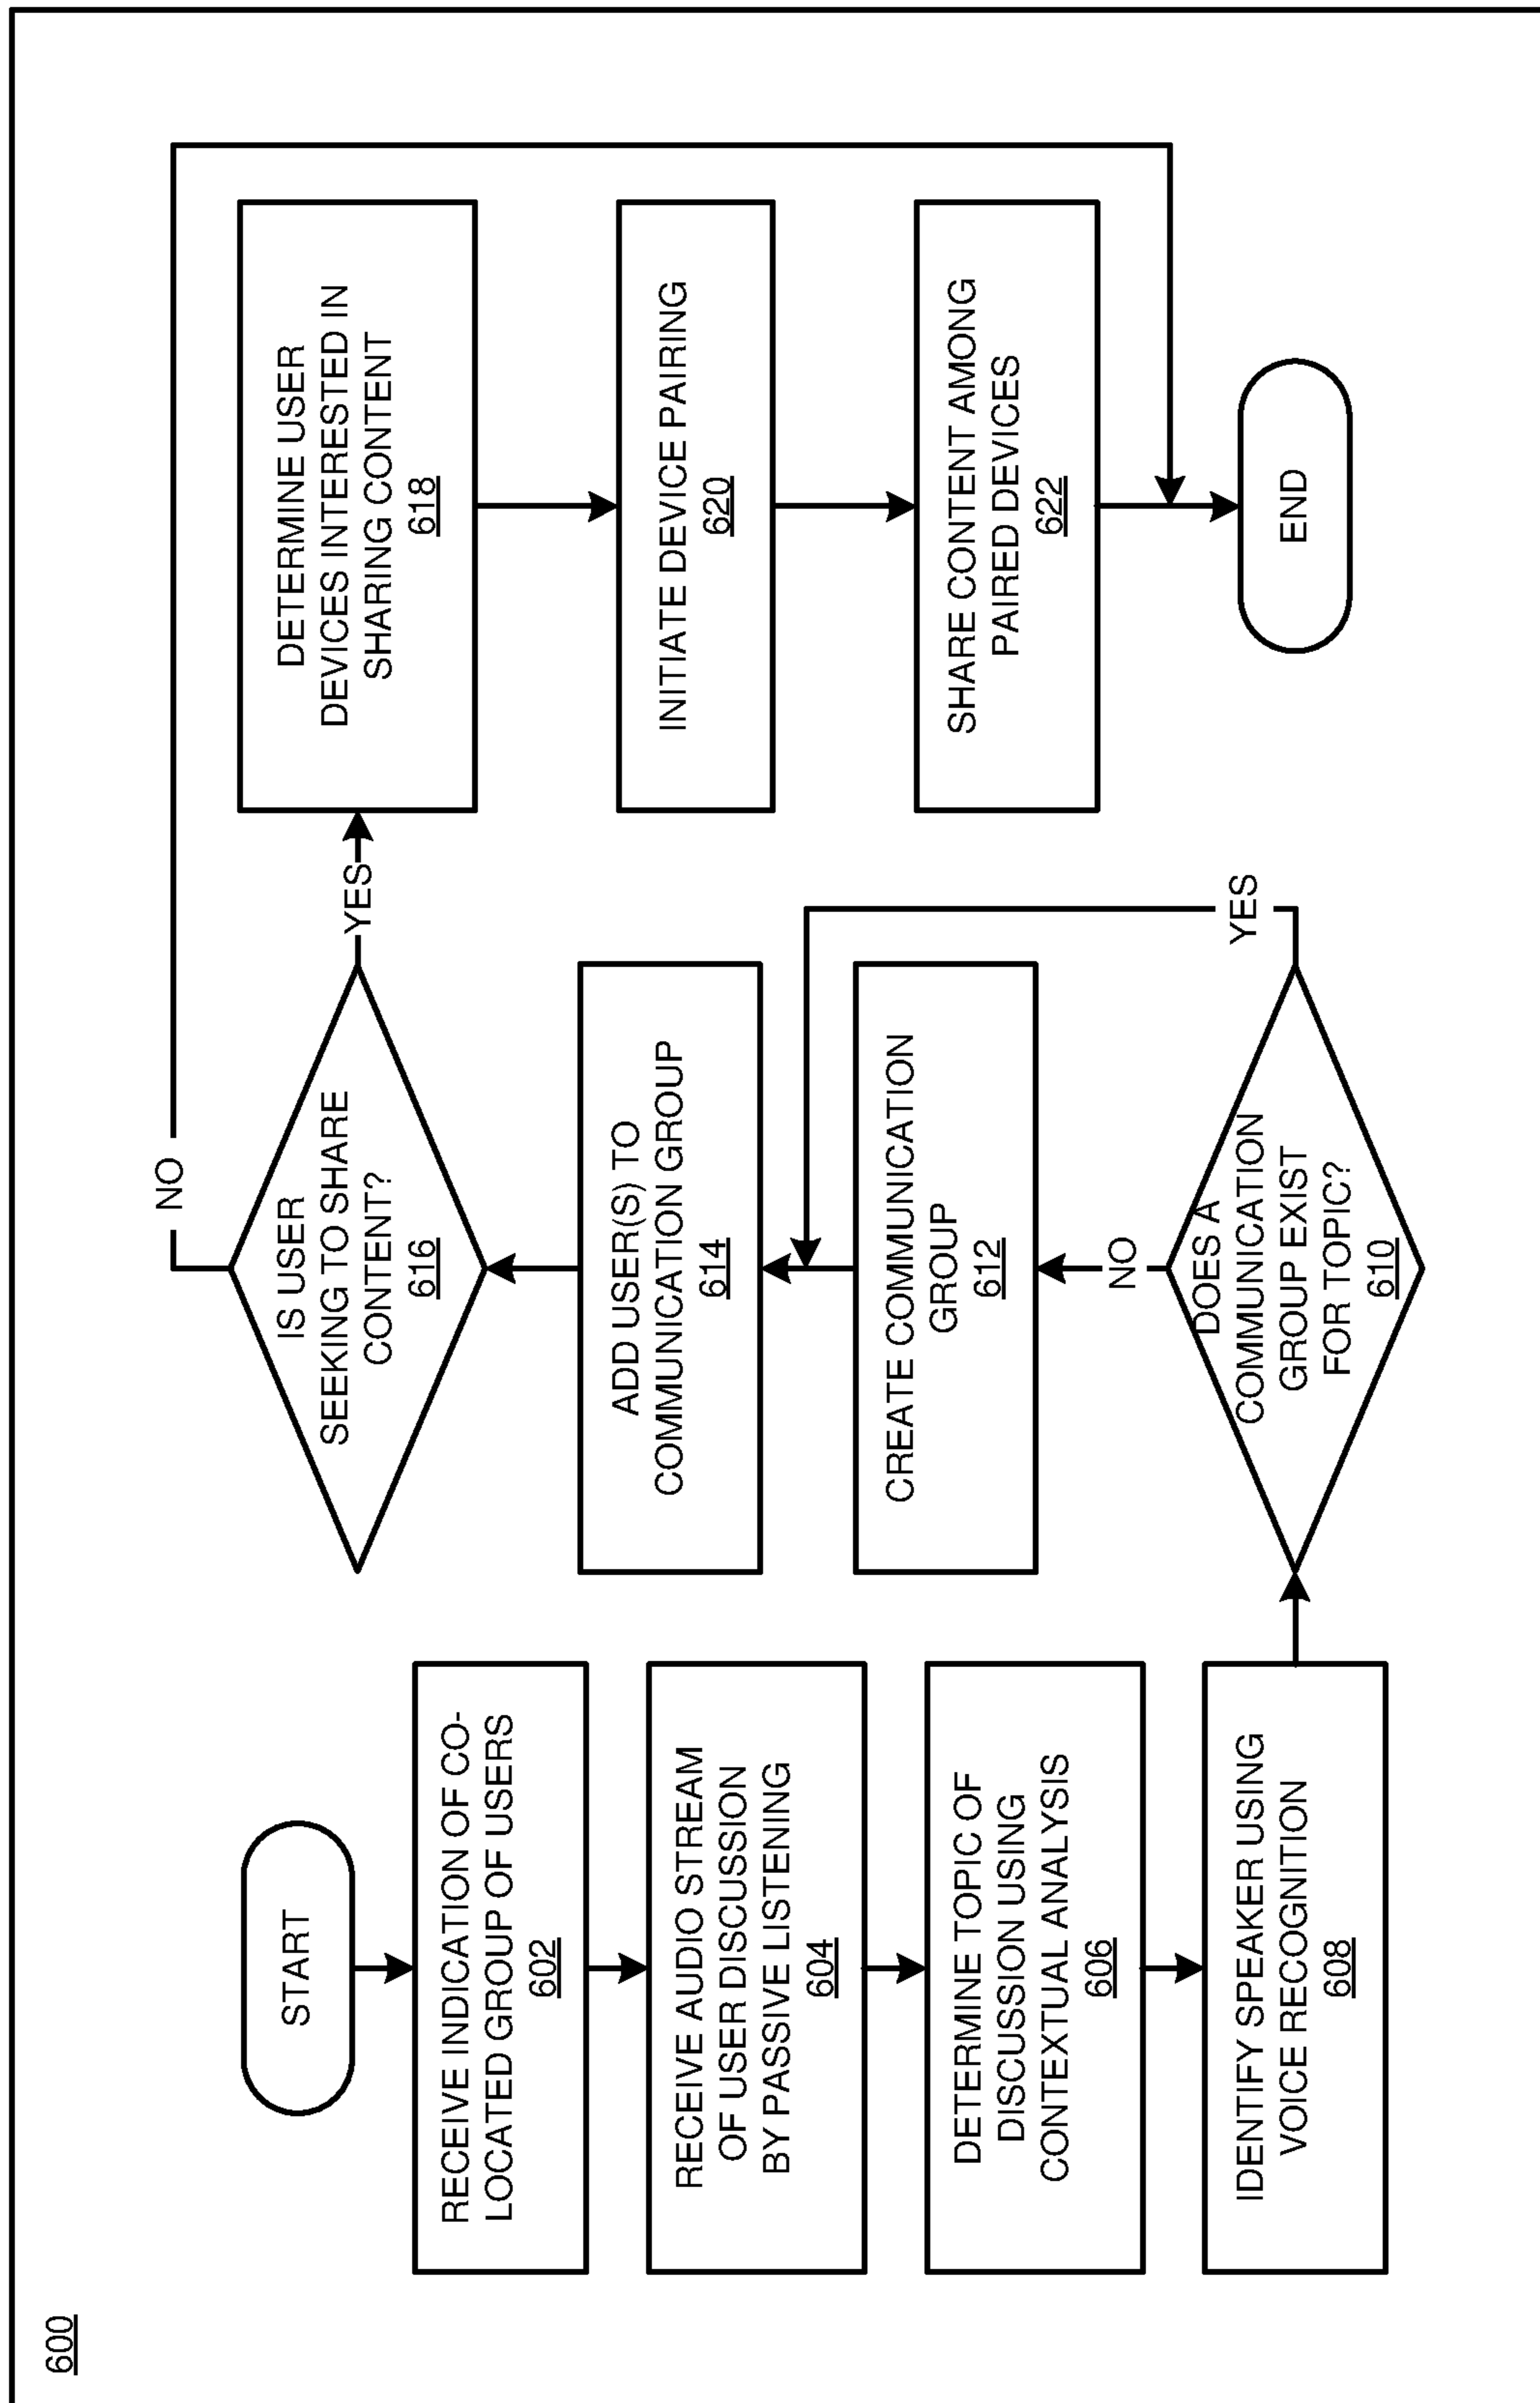 600
START
RECEIVE INDICATION OF CO-
LOCATED GROUP OF USERS
602
RECEIVE AUDIO STREAM
OF USER DISCUSSION
BY PASSIVE LISTENING
604
DETERMINE TOPIC OF
DISCUSSION USING
CONTEXTUAL ANALYSIS
606
IDENTIFY SPEAKER USING
VOICE RECOGNITION
608
DOES A
COMMUNICATION
GROUP EXIST
FOR TOPIC?
610
YES
NO
CREATE COMMUNICATION
GROUP
612
ADD USER(S) TO
COMMUNICATION GROUP
614
IS USER
SEEKING TO SHARE
CONTENT?
616
NO
YES
DETERMINE USER
DEVICES INTERESTED IN
SHARING CONTENT
618
INITIATE DEVICE PAIRING
620
SHARE CONTENT AMONG
PAIRED DEVICES
622
END